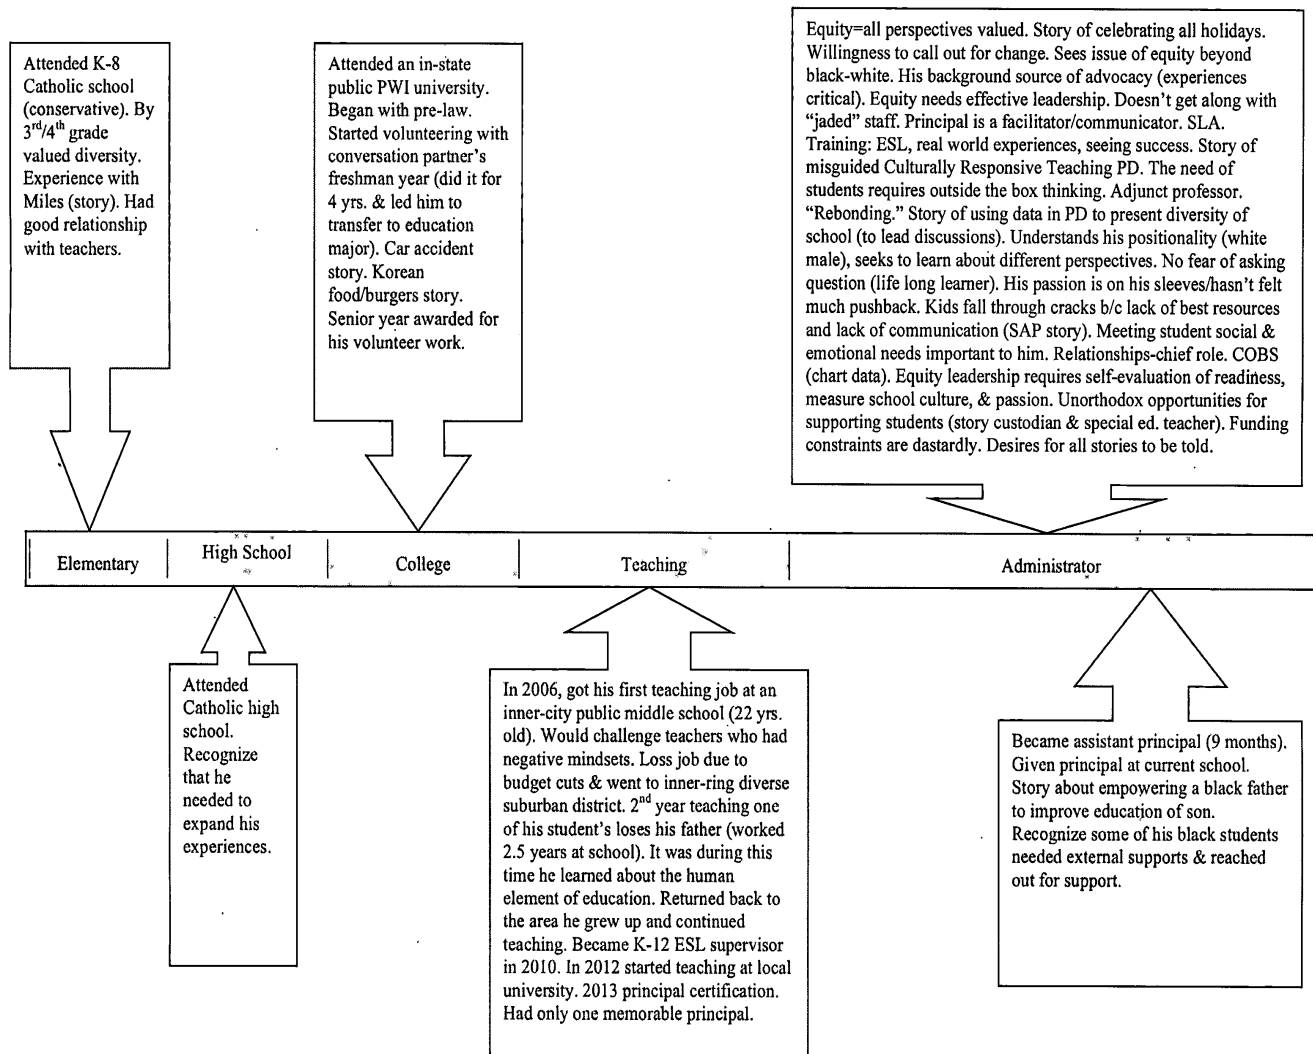 Attended K-8
Catholic school
(conservative). By
3rd/4th grade
valued diversity.
Experience with
Miles (story). Had
good relationship
with teachers.
Attended an in-state
public PWI university.
Began with pre-law.
Started volunteering with
conversation partner's
freshman year (did it for
4 yrs. & led him to
transfer to education
major). Car accident
story. Korean
food/burgers story.
Senior year awarded for
his volunteer work.
Equity=all perspectives valued. Story of celebrating all holidays.
Willingness to call out for change. Sees issue of equity beyond
black-white. His background source of advocacy (experiences
critical). Equity needs effective leadership. Doesn't get along with
"jaded" staff. Principal is a facilitator/communicator. SLA.
Training: ESL, real world experiences, seeing success. Story of
misguided Culturally Responsive Teaching PD. The need of
students requires outside the box thinking. Adjunct professor.
"Rebonding." Story of using data in PD to present diversity of
school (to lead discussions). Understands his positionality (white
male), seeks to learn about different perspectives. No fear of asking
question (life long learner). His passion is on his sleeves/hasn't felt
much pushback. Kids fall through cracks b/c lack of best resources
and lack of communication (SAP story). Meeting student social &
emotional needs important to him. Relationships-chief role. COBS
(chart data). Equity leadership requires self-evaluation of readiness,
measure school culture, & passion. Unorthodox opportunities for
supporting students (story custodian & special ed. teacher). Funding
constraints are dastardly. Desires for all stories to be told.
Elementary
High School
College
Teaching
Administrator
Attended
Catholic high
school.
Recognize
that he
needed to
expand his
experiences.
In 2006, got his first teaching job at an
inner-city public middle school (22 yrs.
old). Would challenge teachers who had
negative mindsets. Loss job due to
budget cuts & went to inner-ring diverse
suburban district. 2nd year teaching one
of his student's loses his father (worked
2.5 years at school). It was during this
time he learned about the human
element of education. Returned back to
the area he grew up and continued
teaching. Became K-12 ESL supervisor
in 2010. In 2012 started teaching at local
university. 2013 principal certification.
Had only one memorable principal.
Became assistant principal (9 months).
Given principal at current school.
Story about empowering a black father
to improve education of son.
Recognize some of his black students
needed external supports & reached
out for support.